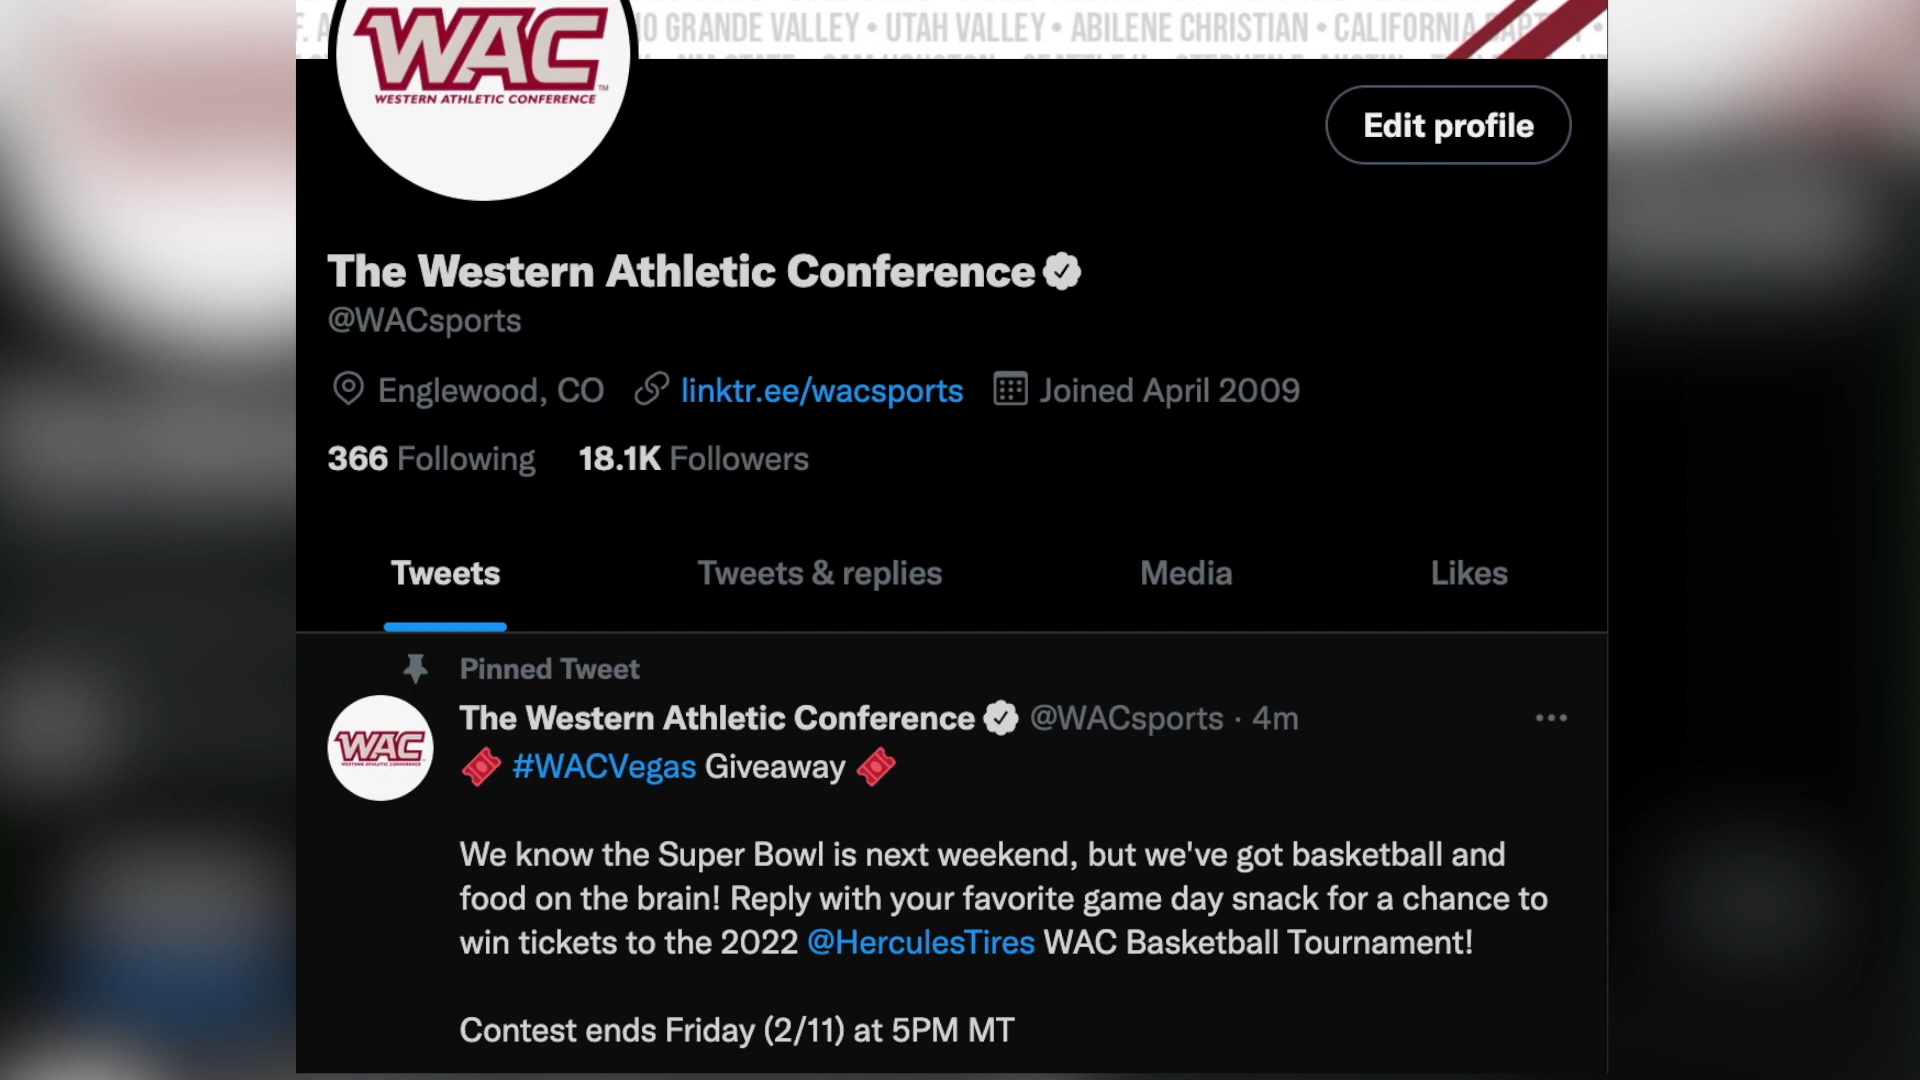 O GRANDE VALLEY • UTAH VALLEY • ABILENE CHRISTIAN • CALIFORNIA BAPT
WAC
WESTERN ATHLETIC CONFERENCE™
Edit profile
The Western Athletic Conference
@WACsports
Englewood, CO linktr.ee/wacsports Joined April 2009
366 Following 18.1K Followers
Tweets Tweets & replies Media Likes
Pinned Tweet
The Western Athletic Conference @WACsports · 4m
WAC
#WACVegas Giveaway
We know the Super Bowl is next weekend, but we've got basketball and
food on the brain! Reply with your favorite game day snack for a chance to
win tickets to the 2022 @HerculesTires WAC Basketball Tournament!
Contest ends Friday (2/11) at 5PM MT